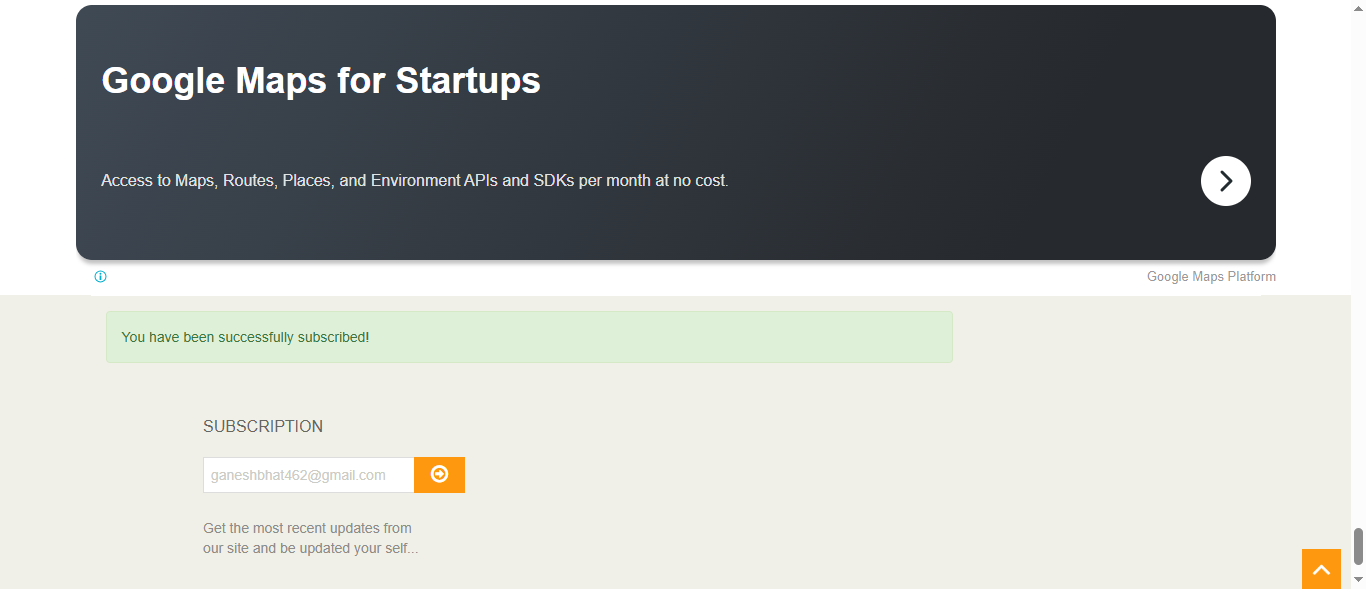 Google Maps for Startups
Access to Maps, Routes, Places, and Environment APIs and SDKs per month at no cost.
Google Maps Platform
You have been successfully subscribed!
SUBSCRIPTION
ganeshbhat462@gmail.com
Get the most recent updates from
our site and be updated your self...